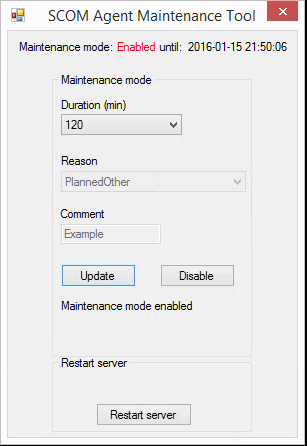 SCOM Agent Maintenance Tool
Maintenance mode: Enabled until: 2016-01-15 21:50:06
Maintenance mode
Duration (min)
120
Reason
PlannedOther
Comment
Example
Update Disable
Maintenance mode enabled
Restart server
Restart server